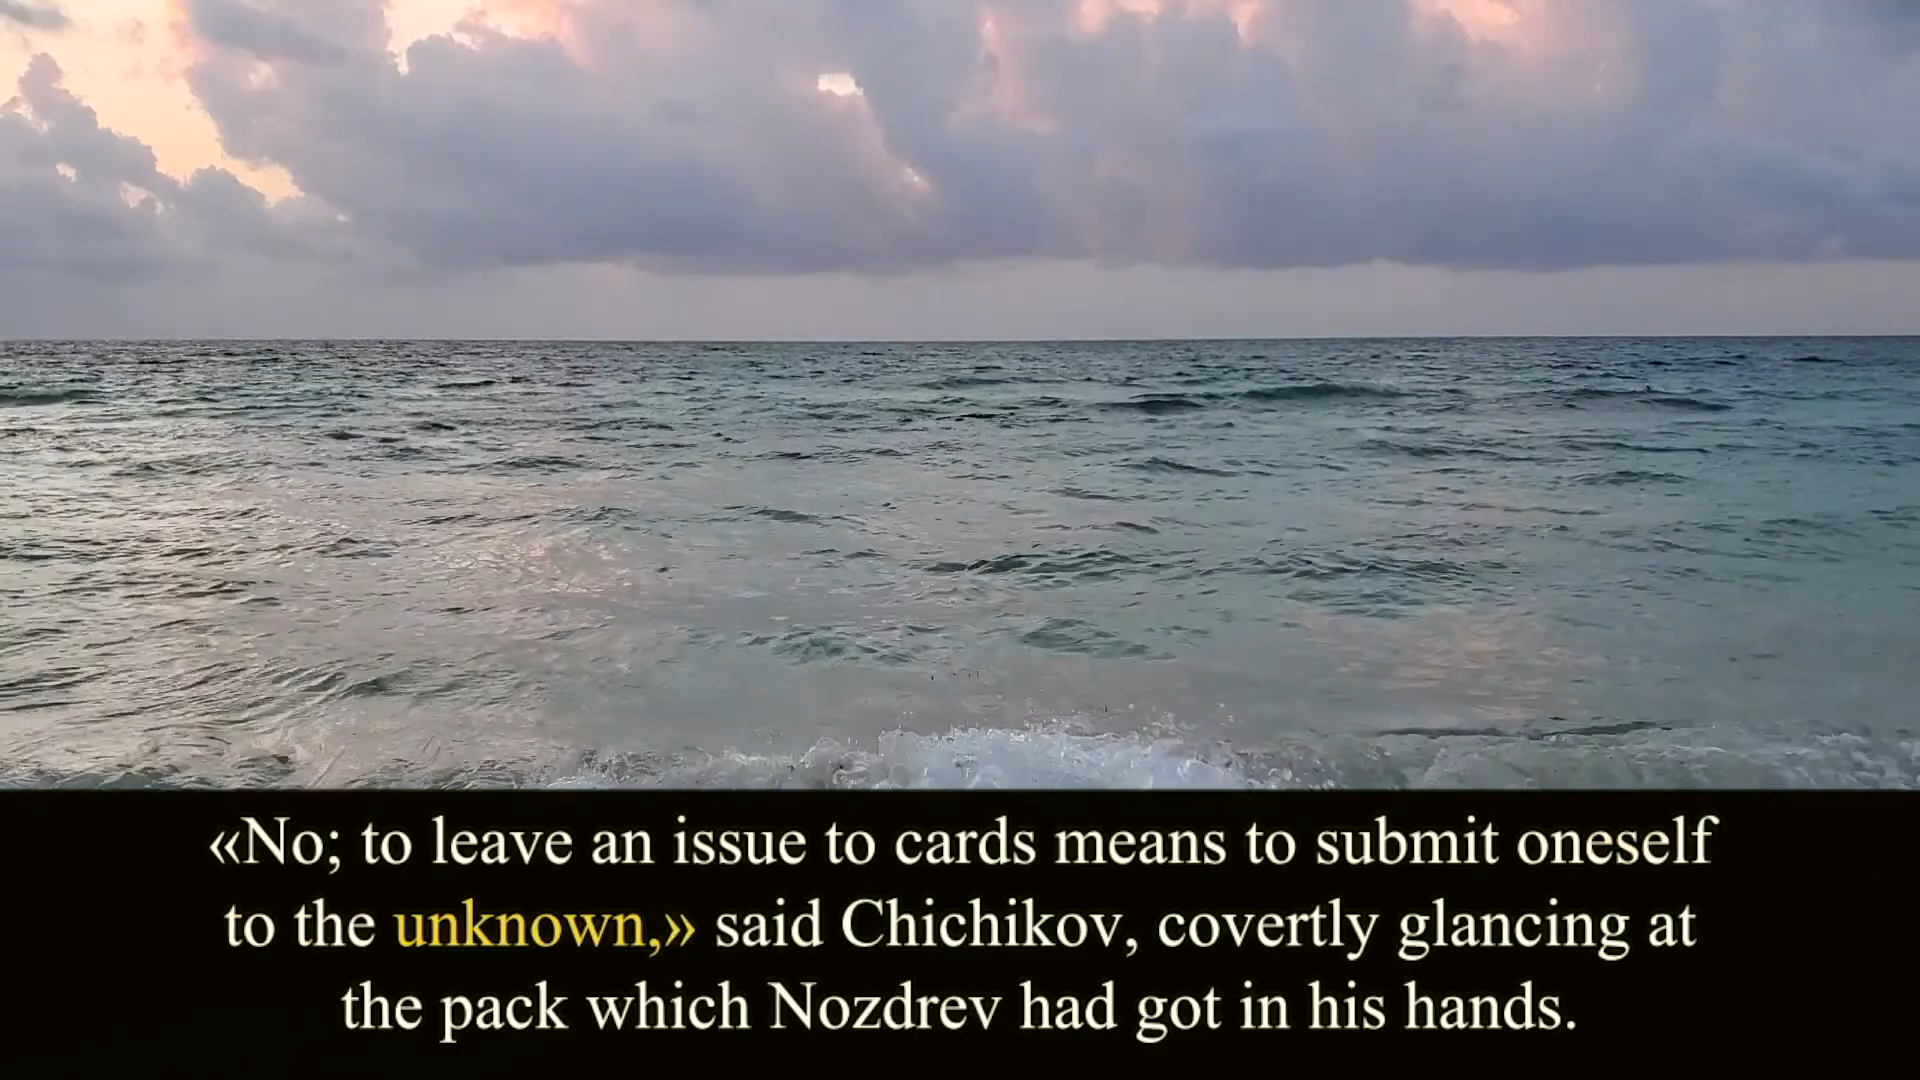 «No; to leave an issue to cards means to submit oneself
to the unknown,» said Chichikov, covertly glancing at
the pack which Nozdrev had got in his hands.